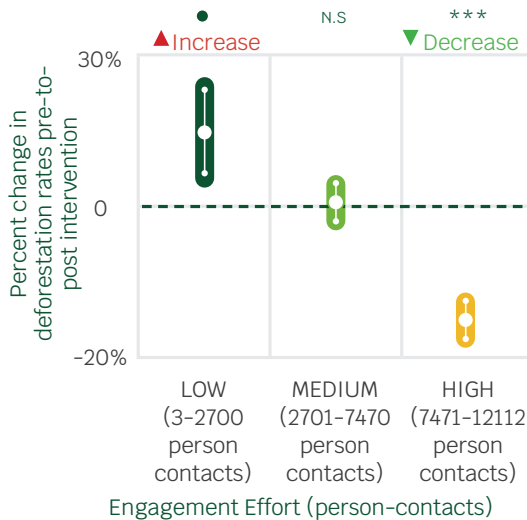 • N.S ***
▲Increase ▼Decrease
30%
0
-20%
Percent change in
deforestation rates pre-to-
post intervention
LOW
(3-2700
person
contacts)
MEDIUM
(2701-7470
person
contacts)
HIGH
(7471-12112
person
contacts)
Engagement Effort (person-contacts)